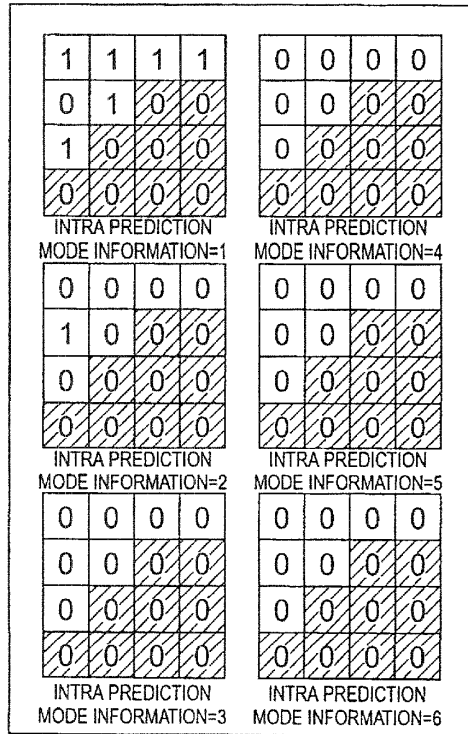 1 1 1 1
0 1 0 0
1 0 0 0
0 0 0 0
INTRA PREDICTION
MODE INFORMATION=1
0 0 0 0
0 0 0 0
0 0 0 0
0 0 0 0
INTRA PREDICTION
MODE INFORMATION=4
0 0 0 0
1 0 0 0
0 0 0 0
0 0 0 0
INTRA PREDICTION
MODE INFORMATION=2
0 0 0 0
0 0 0 0
0 0 0 0
0 0 0 0
INTRA PREDICTION
MODE INFORMATION=5
0 0 0 0
0 0 0 0
0 0 0 0
0 0 0 0
INTRA PREDICTION
MODE INFORMATION=3
0 0 0 0
0 0 0 0
0 0 0 0
0 0 0 0
INTRA PREDICTION
MODE INFORMATION=6